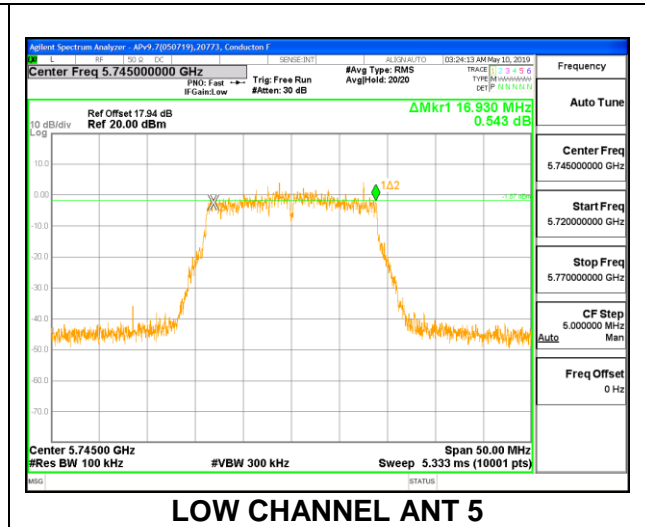 Agilent Spectrum Analyzer - APv9.7(050719),20773, Conducton F
L RF 50 Ω DC SENSE:INT ALIGNAUTO 03:24:13 AM May 10, 2019
Center Freq 5.745000000 GHz
PNO: Fast
IFGain:Low
Trig: Free Run
#Atten: 30 dB
#Avg Type: RMS
Avg|Hold: 20/20
TRACE 1 2 3 4 5 6
TYPE M
DET P N N N N N
Frequency
Auto Tune
Ref Offset 17.94 dB
Ref 20.00 dBm
10 dB/div
Log
ΔMkr1 16.930 MHz
0.543 dB
10.0
0.00
-10.0
-20.0
-30.0
-40.0
-50.0
-60.0
-70.0
1Δ2
Center Freq
5.745000000 GHz
Start Freq
5.720000000 GHz
Stop Freq
5.770000000 GHz
CF Step
5.000000 MHz
Auto Man
Freq Offset
0 Hz
Center 5.74500 GHz Span 50.00 MHz
#Res BW 100 kHz #VBW 300 kHz Sweep 5.333 ms (10001 pts)
MSG STATUS
LOW CHANNEL ANT 5